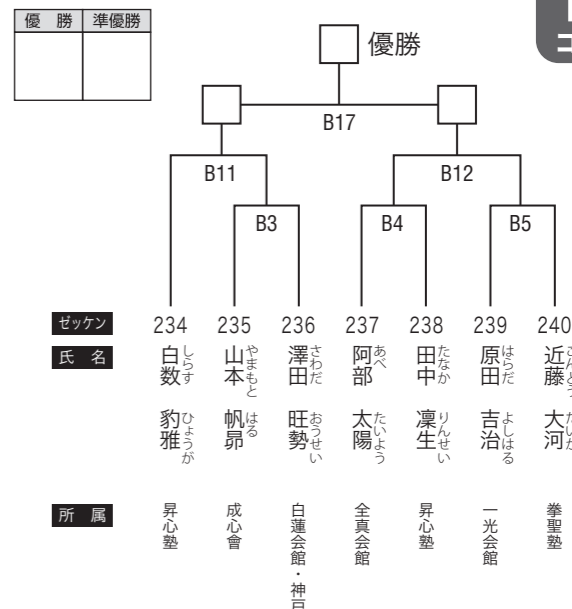 優 勝 準優勝
優勝
B17
B11 B12
B3 B4 B5
ゼッケン 234 235 236 237 238 239 240
氏 名
白数 豹雅
しらす ひょうが
山本 帆昴
やまもと はる
澤田 旺勢
さわだ おうせい
阿部 太陽
あべ たいよう
田中 凜生
たなか りんせい
原田 吉治
はらだ よしはる
近藤 大河
所 属
昇心塾
成心會
白蓮会館・神戸
全真会館
昇心塾
一光会館
拳聖塾